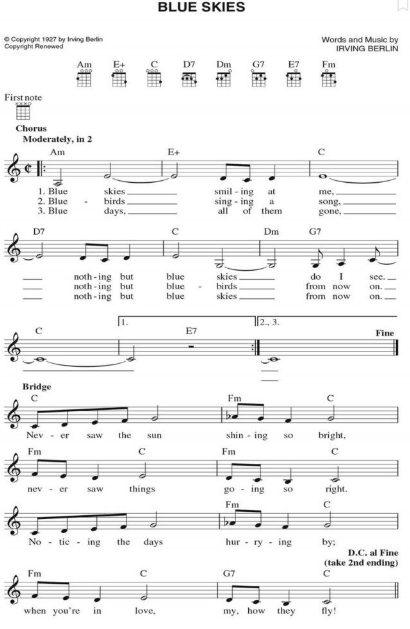 BLUE SKIES
© Copyright 1927 by Irving Berlin
Copyright Renewed
Words and Music by
IRVING BERLIN
Am E+ C D7 Dm G7 E7 Fm
First note
Chorus
Moderately, in 2
Am E+ C
1. Blue skies smil - ing at me,
2. Blue - birds sing - ing a song,
3. Blue days, all of them gone,
D7 C Dm G7
noth - ing but blue skies do I see.
noth - ing but blue - birds from now on.
noth - ing but blue skies from now on.
1. 2., 3.
C E7 Fine
Bridge
C Fm C
Nev - er saw the sun shin - ing so bright,
Fm C Fm C
nev - er saw things go - ing so right.
C Fm C
No - tic - ing the days hur - ry - ing by;
D.C. al Fine
(take 2nd ending)
Fm C G7 C
when you're in love, my, how they fly!